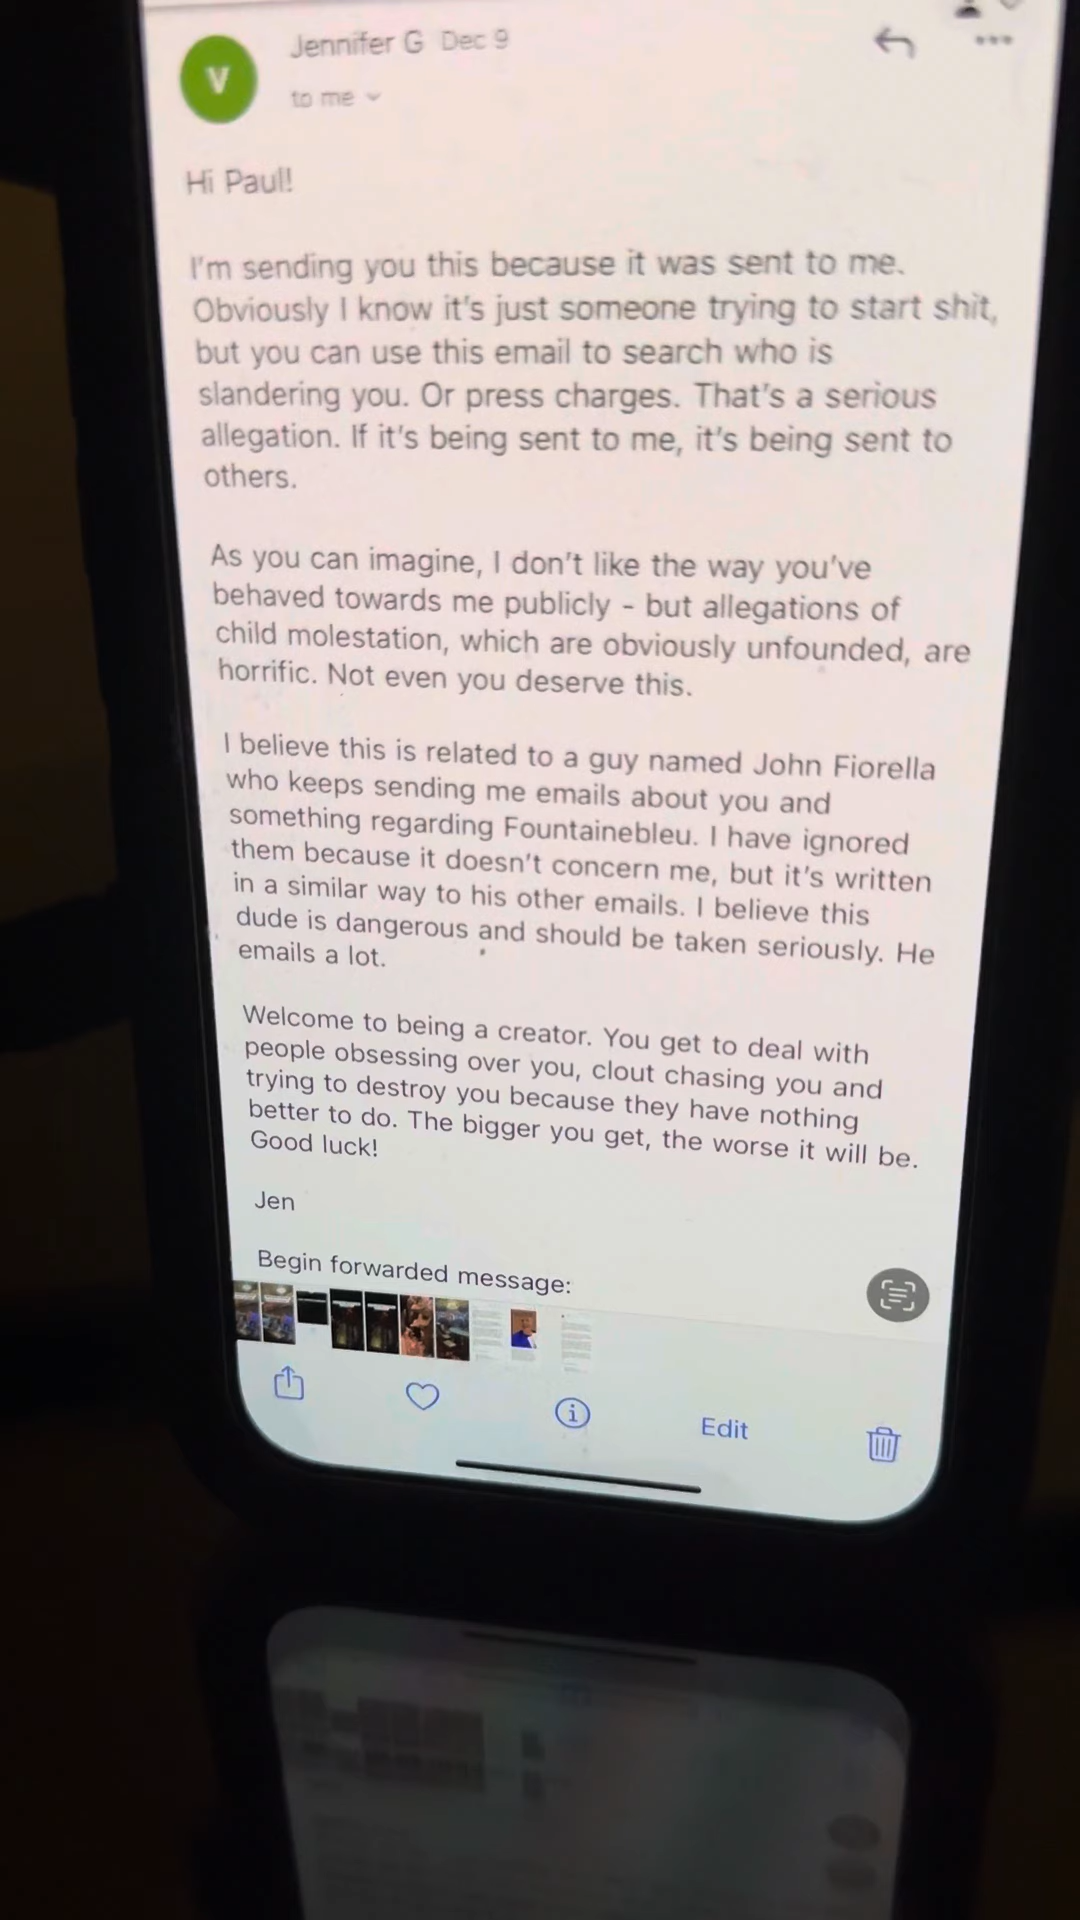 Jennifer G Dec 9
V
to me
Hi Paul!
I'm sending you this because it was sent to me.
Obviously I know it's just someone trying to start shit,
but you can use this email to search who is
slandering you. Or press charges. That's a serious
allegation. If it's being sent to me, it's being sent to
others.
As you can imagine, I don't like the way you've
behaved towards me publicly - but allegations of
child molestation, which are obviously unfounded, are
horrific. Not even you deserve this.
I believe this is related to a guy named John Fiorella
who keeps sending me emails about you and
something regarding Fountainebleu. I have ignored
them because it doesn't concern me, but it's written
in a similar way to his other emails. I believe this
dude is dangerous and should be taken seriously. He
emails a lot.
Welcome to being a creator. You get to deal with
people obsessing over you, clout chasing you and
trying to destroy you because they have nothing
better to do. The bigger you get, the worse it will be.
Good luck!
Jen
Begin forwarded message:
Edit